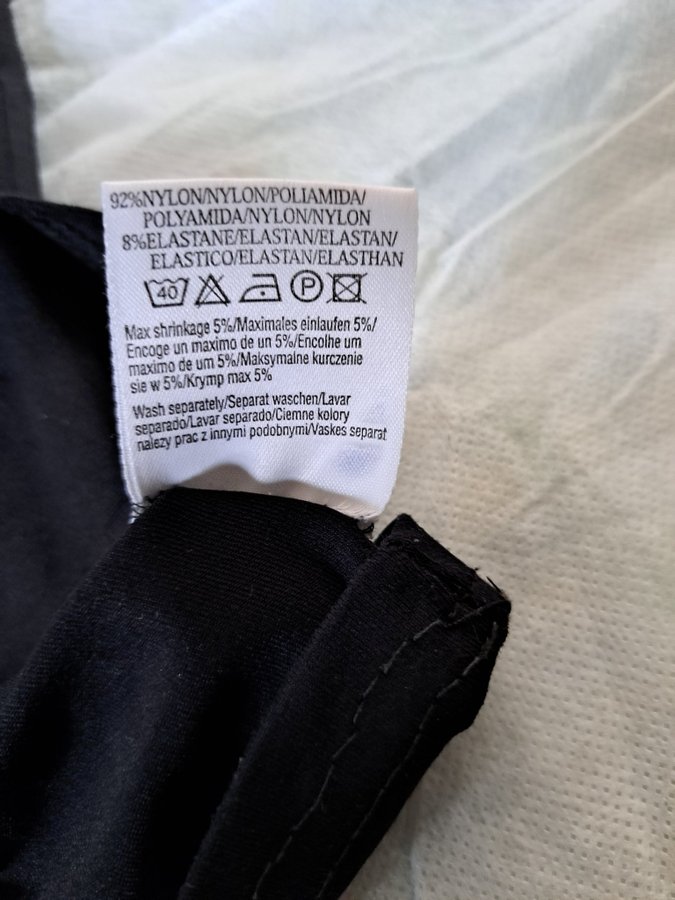 92%NYLON/NYLON/POLIAMIDA/
POLYAMIDA/NYLON/NYLON
8%ELASTANE/ELASTAN/ELASTAN/
ELASTICO/ELASTAN/ELASTHAN
40 P
Max shrinkage 5%/Maximales einlaufen 5%/
Encoge un maximo de un 5%/Encolhe um
maximo de um 5%/Maksymalne kurczenie
sie w 5%/Krymp max 5%
Wash separately/Separat waschen/Lavar
separado/Lavar separado/Ciemne kolory
nalezy prac z innymi podobnymi/Vaskes separat